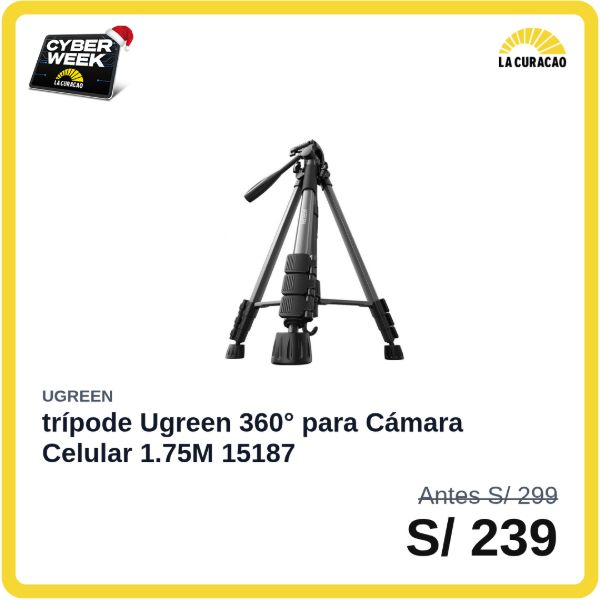 CYBER
WEEK
LA CURACAO
LA CURACAO
UGREEN
trípode Ugreen 360° para Cámara
Celular 1.75M 15187
Antes S/ 299
S/ 239